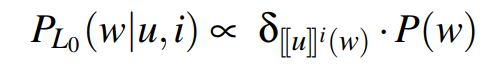 P_{L_0}(w|u,i) ∝ δ_{⟦u⟧^i(w)} · P(w)